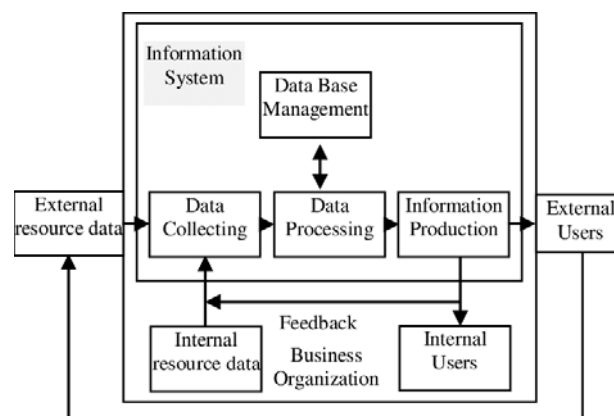 Information
System
Data Base
Management
External
resource data
Data
Collecting
Data
Processing
Information
Production
External
Users
Feedback
Internal
resource data
Business
Organization
Internal
Users